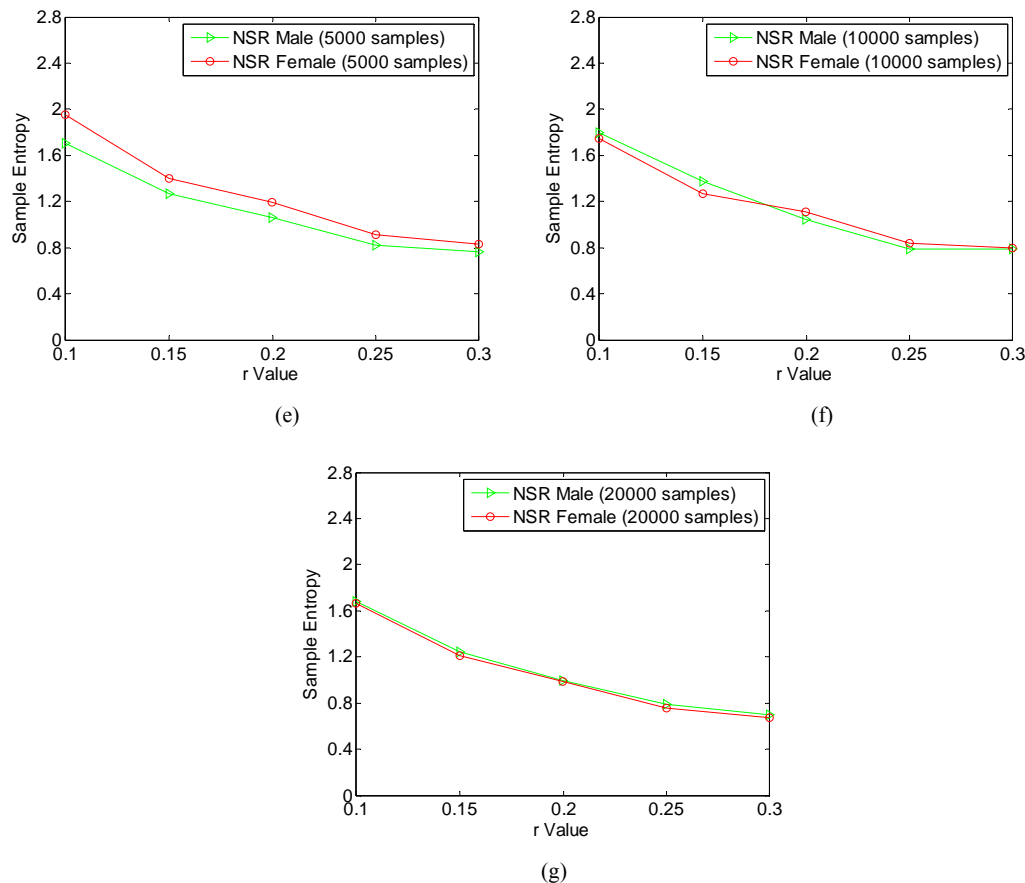 2.8
2.4
2
1.6
1.2
0.8
0.4
0
Sample Entropy
NSR Male (5000 samples)
NSR Female (5000 samples)
0.1 0.15 0.2 0.25 0.3
r Value
(e)
2.8
2.4
2
1.6
1.2
0.8
0.4
0
Sample Entropy
NSR Male (10000 samples)
NSR Female (10000 samples)
0.1 0.15 0.2 0.25 0.3
r Value
(f)
2.8
2.4
2
1.6
1.2
0.8
0.4
0
Sample Entropy
NSR Male (20000 samples)
NSR Female (20000 samples)
0.1 0.15 0.2 0.25 0.3
r Value
(g)